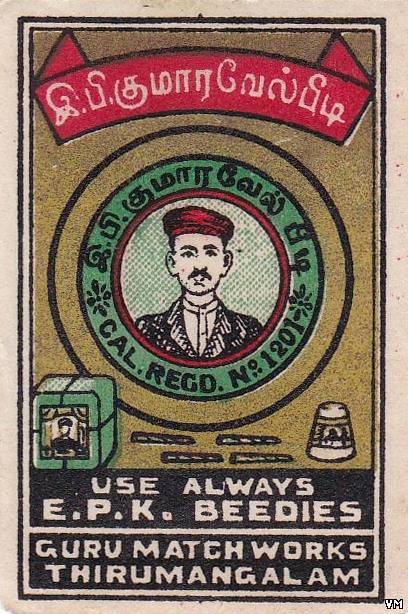 இ.பி.குமாரவேல்பீடி
இ.பி.குமாரவேல் பீடி
CAL. REGD. No. 1201
USE ALWAYS
E.P.K. BEEDIES
GURU MATCH WORKS
THIRUMANGALAM
VM